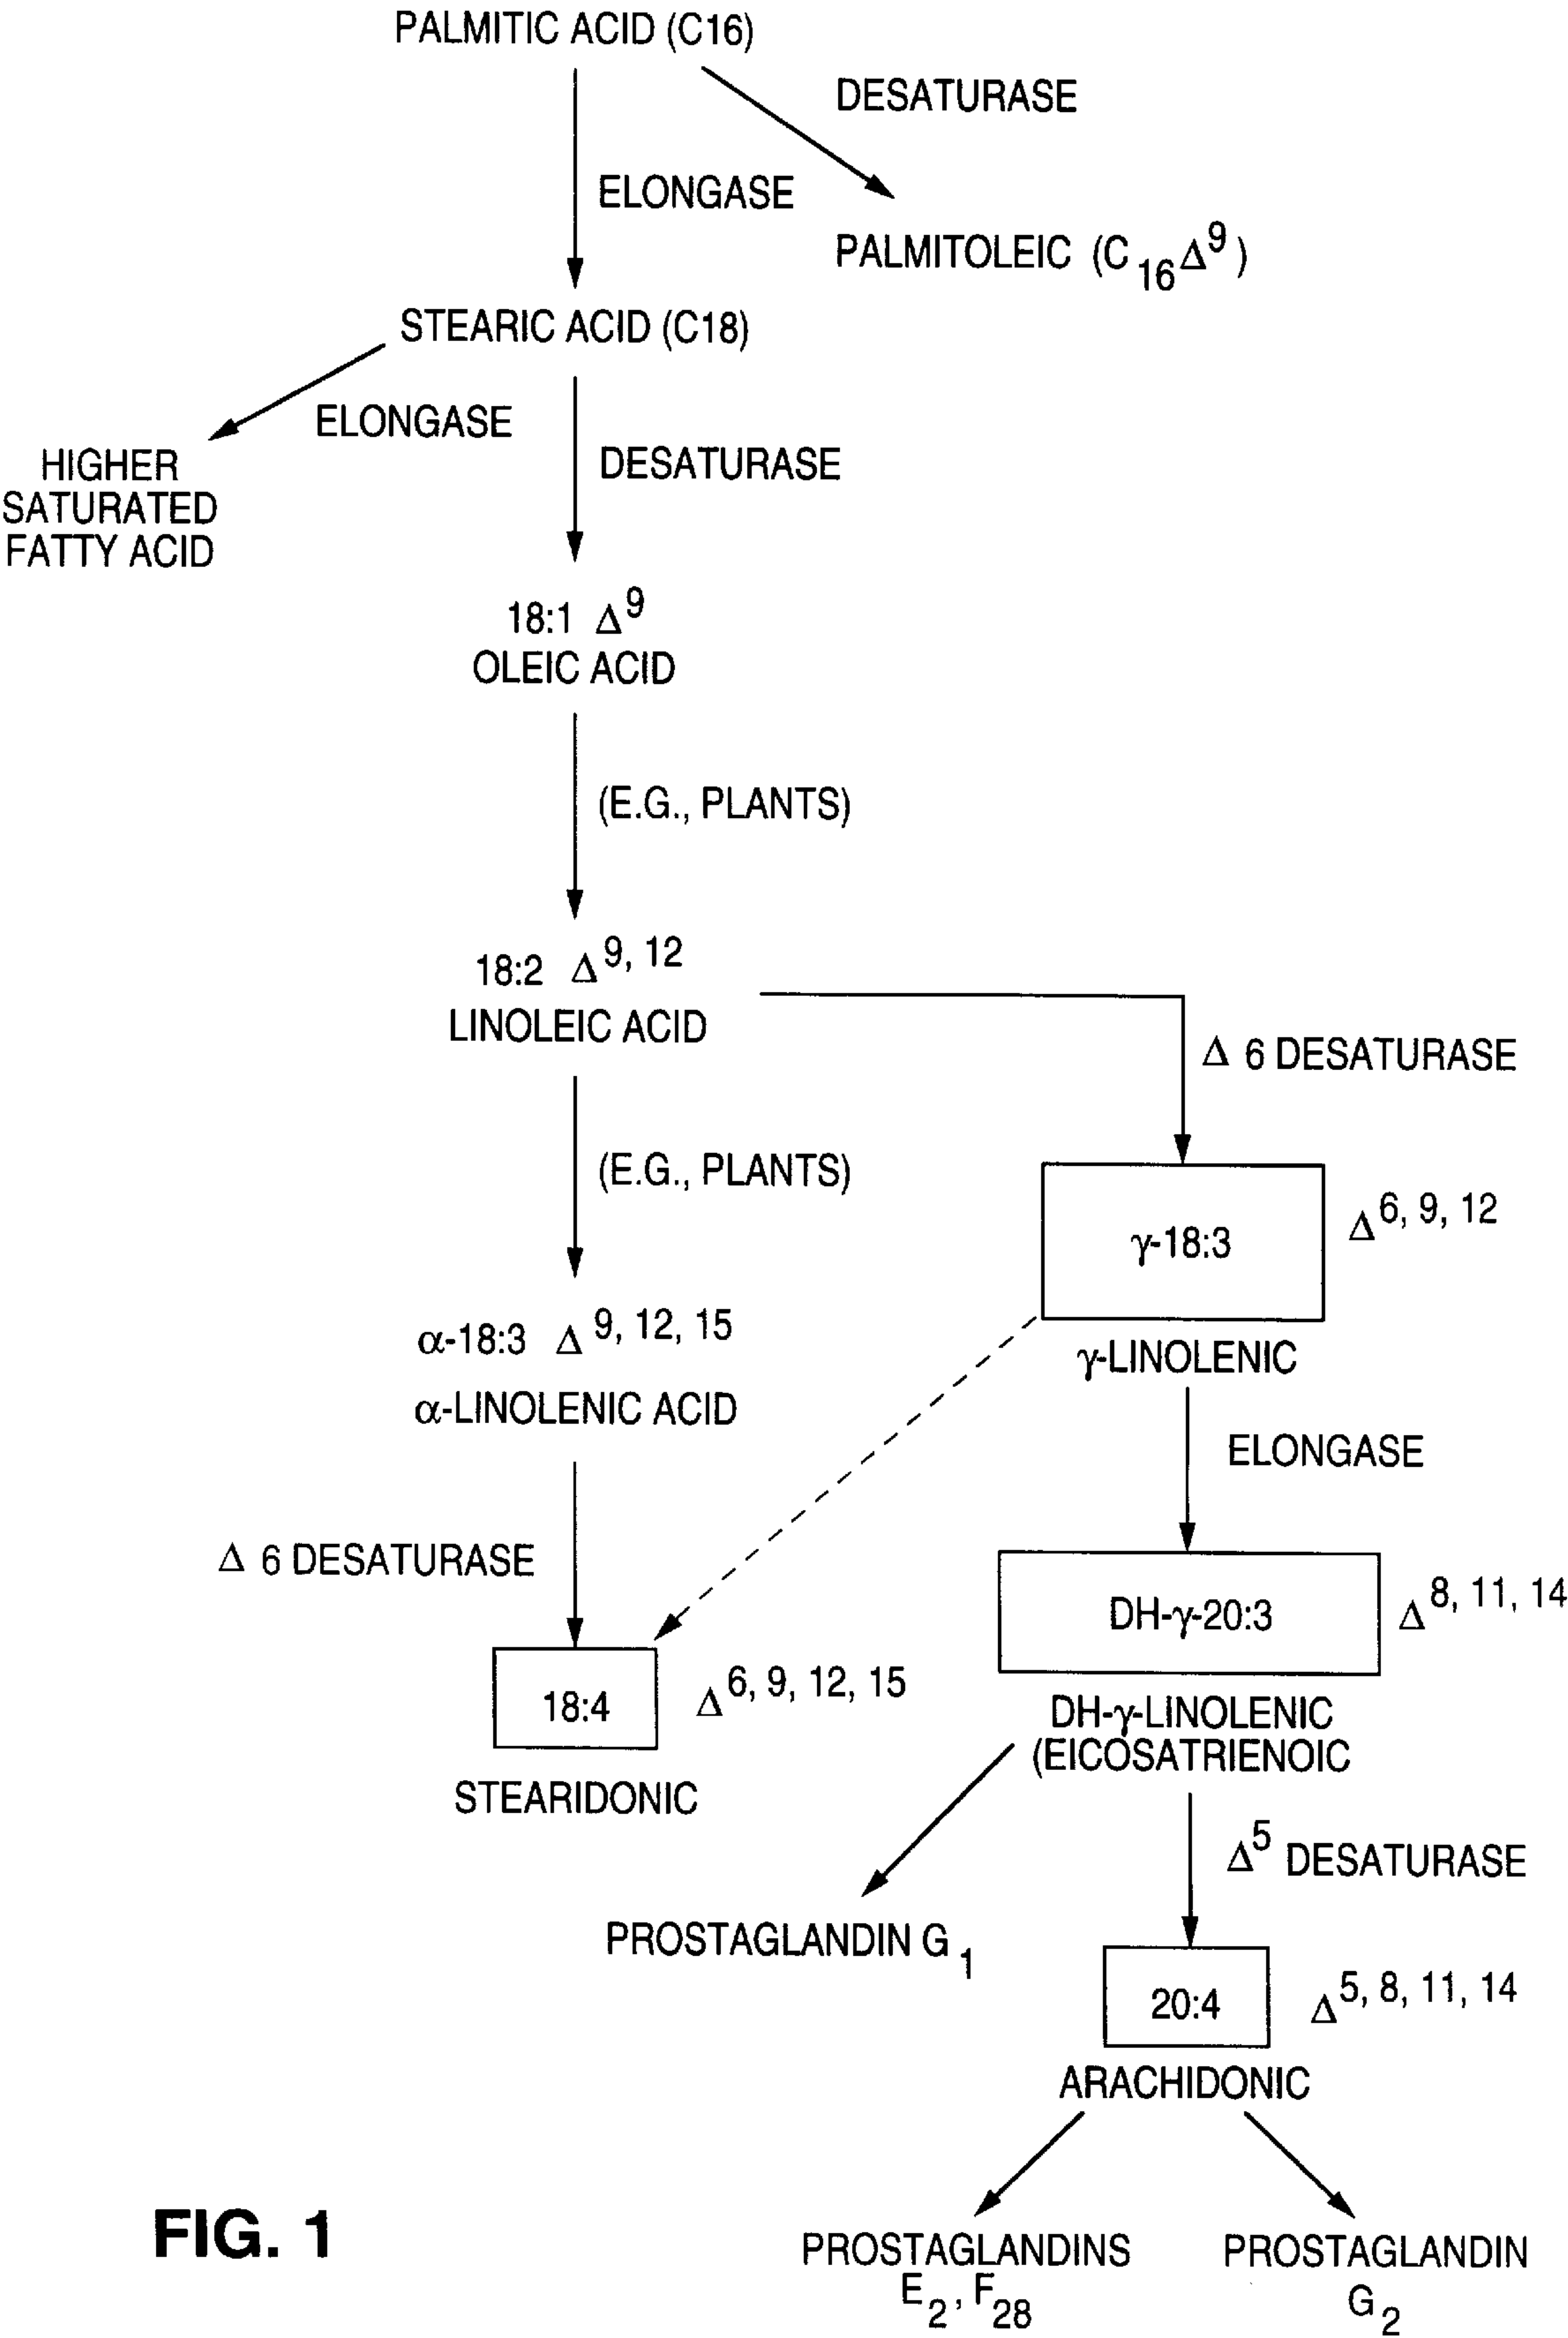 PALMITIC ACID (C16)
DESATURASE
ELONGASE
PALMITOLEIC (C16Δ9)
STEARIC ACID (C18)
ELONGASE
DESATURASE
HIGHER
SATURATED
FATTY ACID
18:1 Δ9
OLEIC ACID
(E.G., PLANTS)
18:2 Δ9, 12
LINOLEIC ACID
Δ 6 DESATURASE
(E.G., PLANTS)
γ-18:3
Δ6, 9, 12
α-18:3 Δ9, 12, 15
γ-LINOLENIC
α-LINOLENIC ACID
ELONGASE
Δ 6 DESATURASE
DH-γ-20:3
Δ8, 11, 14
18:4
Δ6, 9, 12, 15
DH-γ-LINOLENIC
(EICOSATRIENOIC
STEARIDONIC
Δ5 DESATURASE
PROSTAGLANDIN G1
20:4
Δ5, 8, 11, 14
ARACHIDONIC
FIG. 1
PROSTAGLANDINS
E2, F28
PROSTAGLANDIN
G2